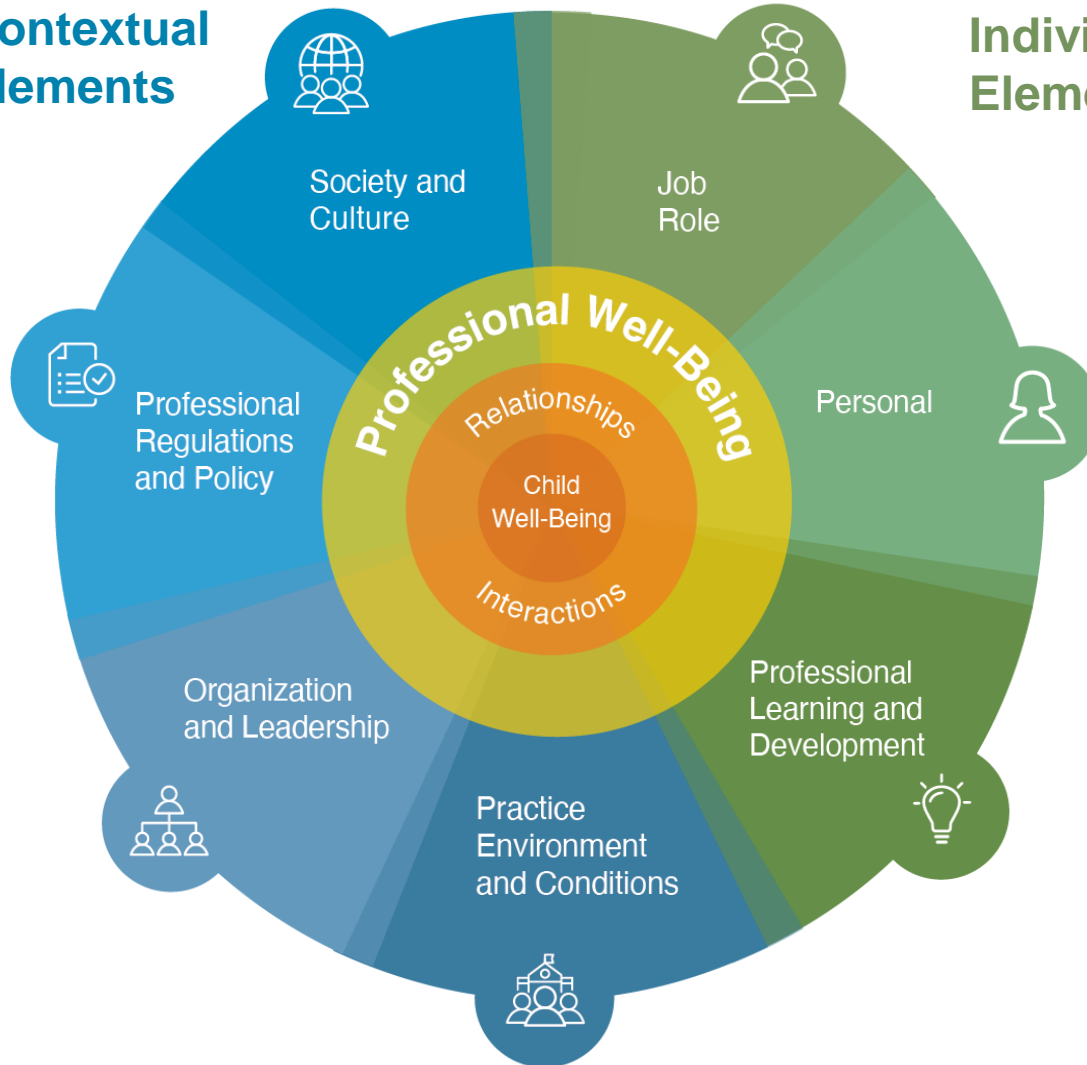 ontextual
lements
Indivi
Eleme
Society and
Culture
Job
Role
Professional
Regulations
and Policy
Personal
Professional Well-Being
Relationships
Child
Well-Being
Interactions
Organization
and Leadership
Professional
Learning and
Development
Practice
Environment
and Conditions